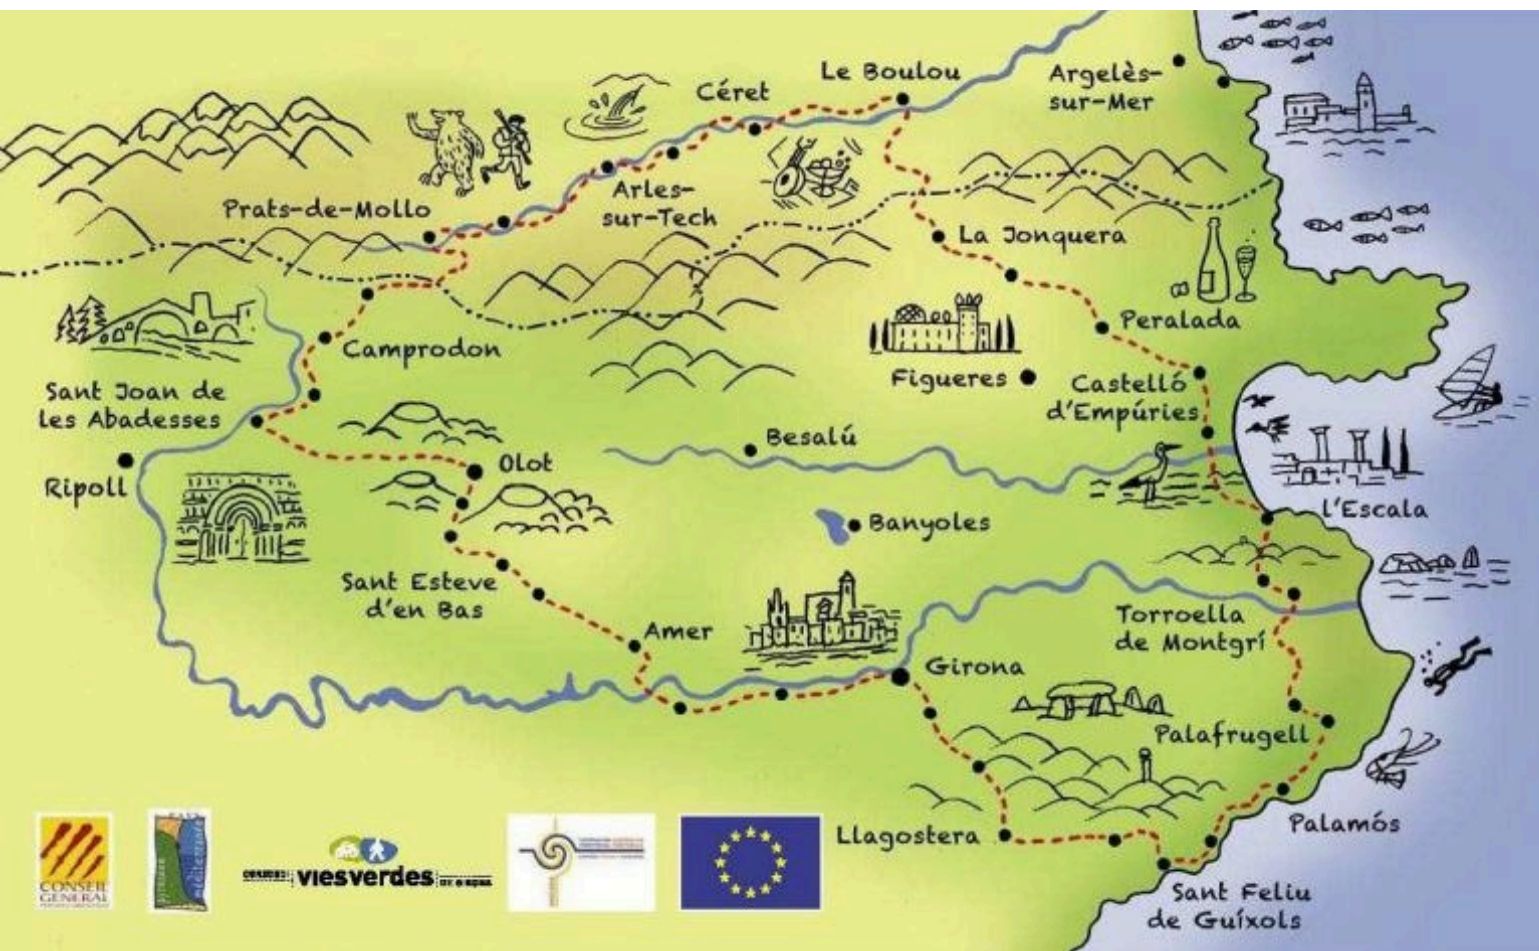 Le Boulou
Argelès-
sur-Mer
Céret
Arles-
sur-Tech
Prats-de-Mollo
La Jonquera
Peralada
Camprodon
Figueres
Castelló
d'Empúries
Sant Joan de
les Abadesses
Besalú
Olot
Ripoll
l'Escala
Banyoles
Sant Esteve
d'en Bas
Torroella
de Montgrí
Amer
Girona
Palafrugell
Palamós
Llagostera
Sant Feliu
de Guíxols
CONSEIL
GENERAL
viesverdes